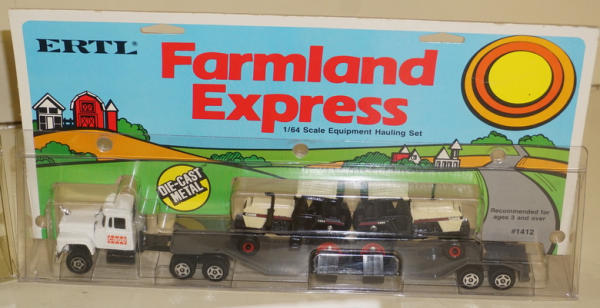 ERTL
Farmland
Express
1/64 Scale Equipment Hauling Set
DIE-CAST
METAL
Recommended for
ages 3 and over
#1412